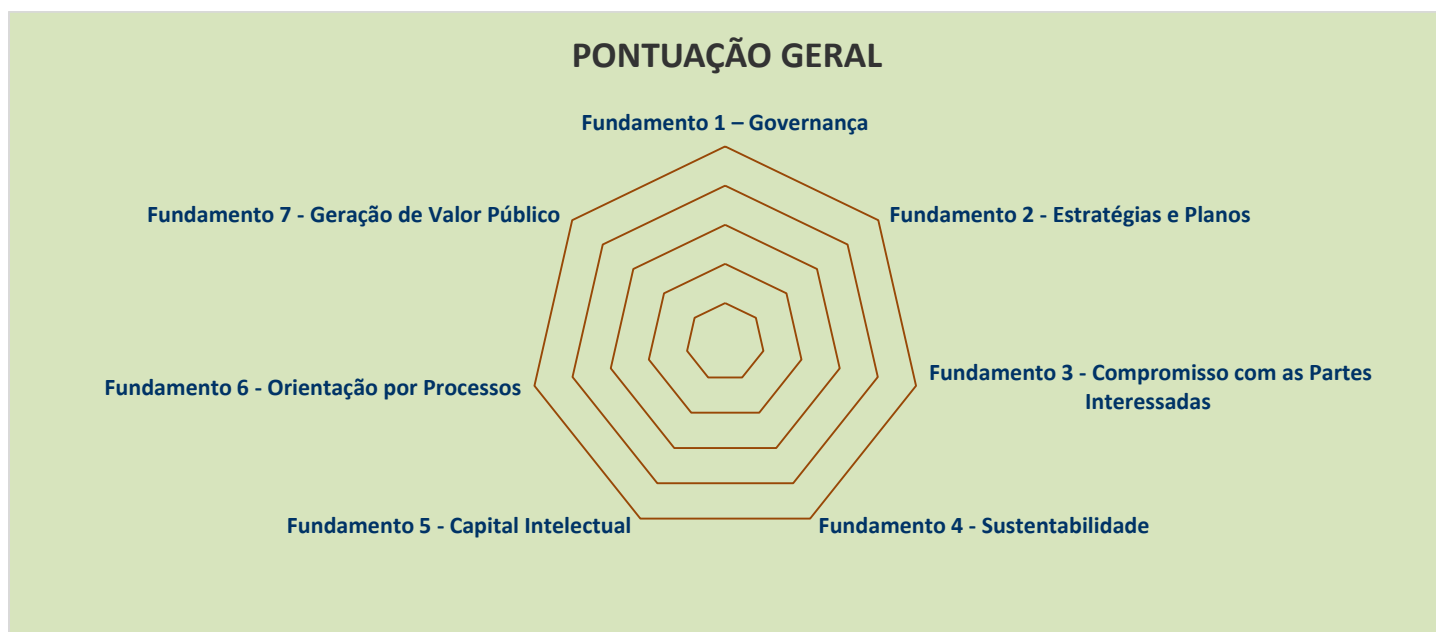 PONTUAÇÃO GERAL
Fundamento 1 – Governança
Fundamento 2 - Estratégias e Planos
Fundamento 3 - Compromisso com as Partes
Interessadas
Fundamento 4 - Sustentabilidade
Fundamento 5 - Capital Intelectual
Fundamento 6 - Orientação por Processos
Fundamento 7 - Geração de Valor Público